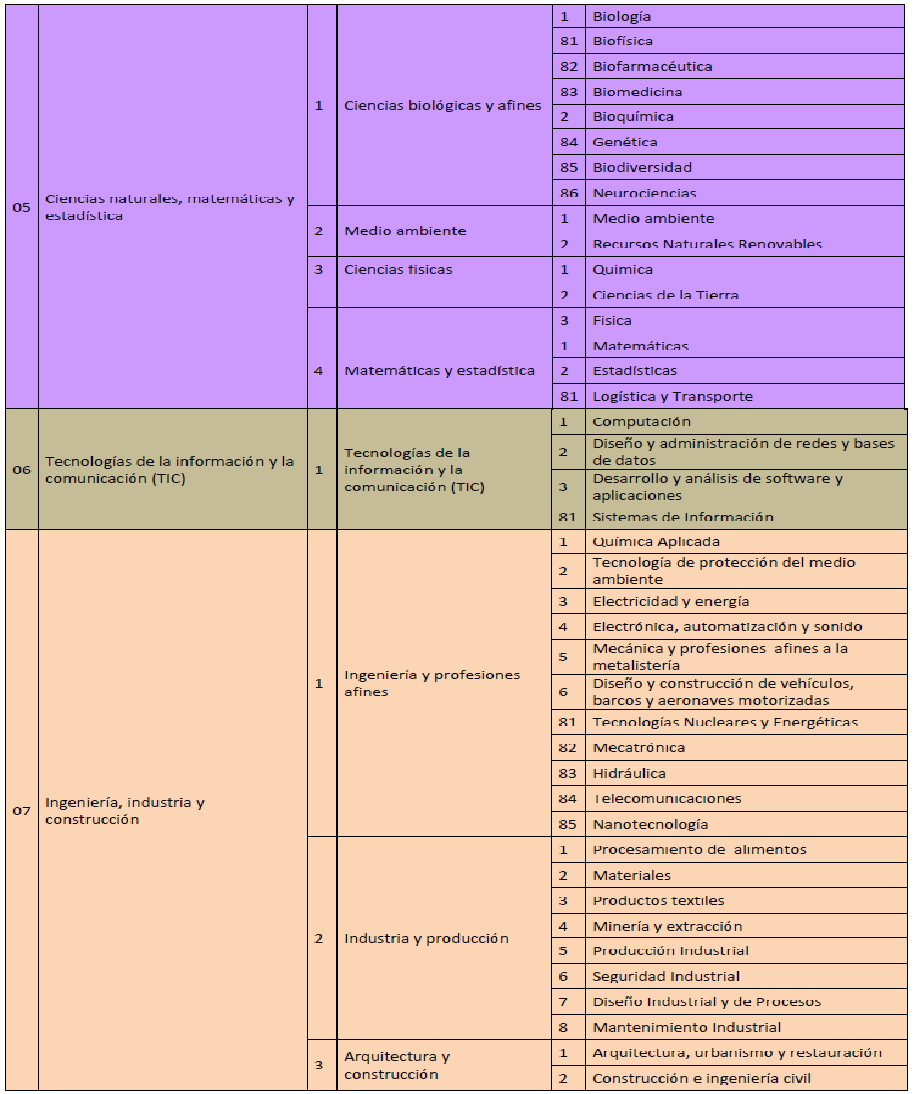 05 Ciencias naturales, matemáticas y
estadística
1 Ciencias biológicas y afines
1 Biología
81 Biofísica
82 Biofarmacéutica
83 Biomedicina
2 Bioquímica
84 Genética
85 Biodiversidad
86 Neurociencias
2 Medio ambiente
1 Medio ambiente
2 Recursos Naturales Renovables
3 Ciencias fisicas
1 Quimica
2 Ciencias de la Tierra
3 Fisica
4 Matemáticas y estadística
1 Matemáticas
2 Estadísticas
81 Logística y Transporte
06 Tecnologías de la información y la
comunicación (TIC)
1 Tecnologías de la
información y la
comunicación (TIC)
1 Computación
2 Diseño y administración de redes y bases
de datos
3 Desarrollo y análisis de software y
aplicaciones
81 Sistemas de Información
07 Ingeniería, industria y
construcción
1 Ingeniería y profesiones
afines
1 Química Aplicada
2 Tecnología de protección del medio
ambiente
3 Electricidad y energía
4 Electrónica, automatización y sonido
5 Mecánica y profesiones afines a la
metalistería
6 Diseño y construcción de vehículos,
barcos y aeronaves motorizadas
81 Tecnologías Nucleares y Energéticas
82 Mecatrónica
83 Hidráulica
84 Telecomunicaciones
85 Nanotecnología
2 Industria y producción
1 Procesamiento de alimentos
2 Materiales
3 Productos textiles
4 Minería y extracción
5 Producción Industrial
6 Seguridad Industrial
7 Diseño Industrial y de Procesos
8 Mantenimiento Industrial
3 Arquitectura y
construcción
1 Arquitectura, urbanismo y restauración
2 Construcción e ingeniería civil